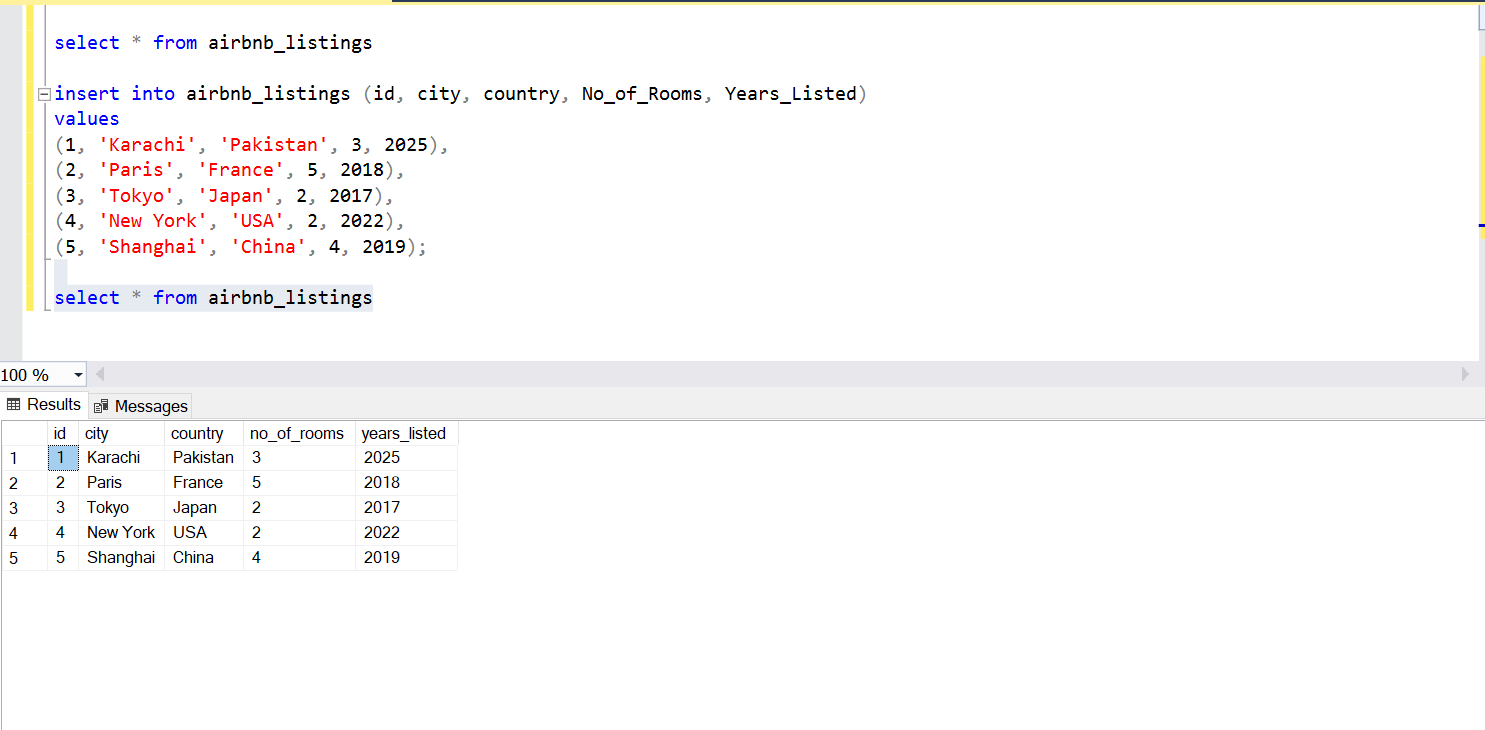 select * from airbnb_listings
insert into airbnb_listings (id, city, country, No_of_Rooms, Years_Listed)
values
(1, 'Karachi', 'Pakistan', 3, 2025),
(2, 'Paris', 'France', 5, 2018),
(3, 'Tokyo', 'Japan', 2, 2017),
(4, 'New York', 'USA', 2, 2022),
(5, 'Shanghai', 'China', 4, 2019);
select * from airbnb_listings
100 %
Results Messages
id city country no_of_rooms years_listed
1 1 Karachi Pakistan 3 2025
2 2 Paris France 5 2018
3 3 Tokyo Japan 2 2017
4 4 New York USA 2 2022
5 5 Shanghai China 4 2019